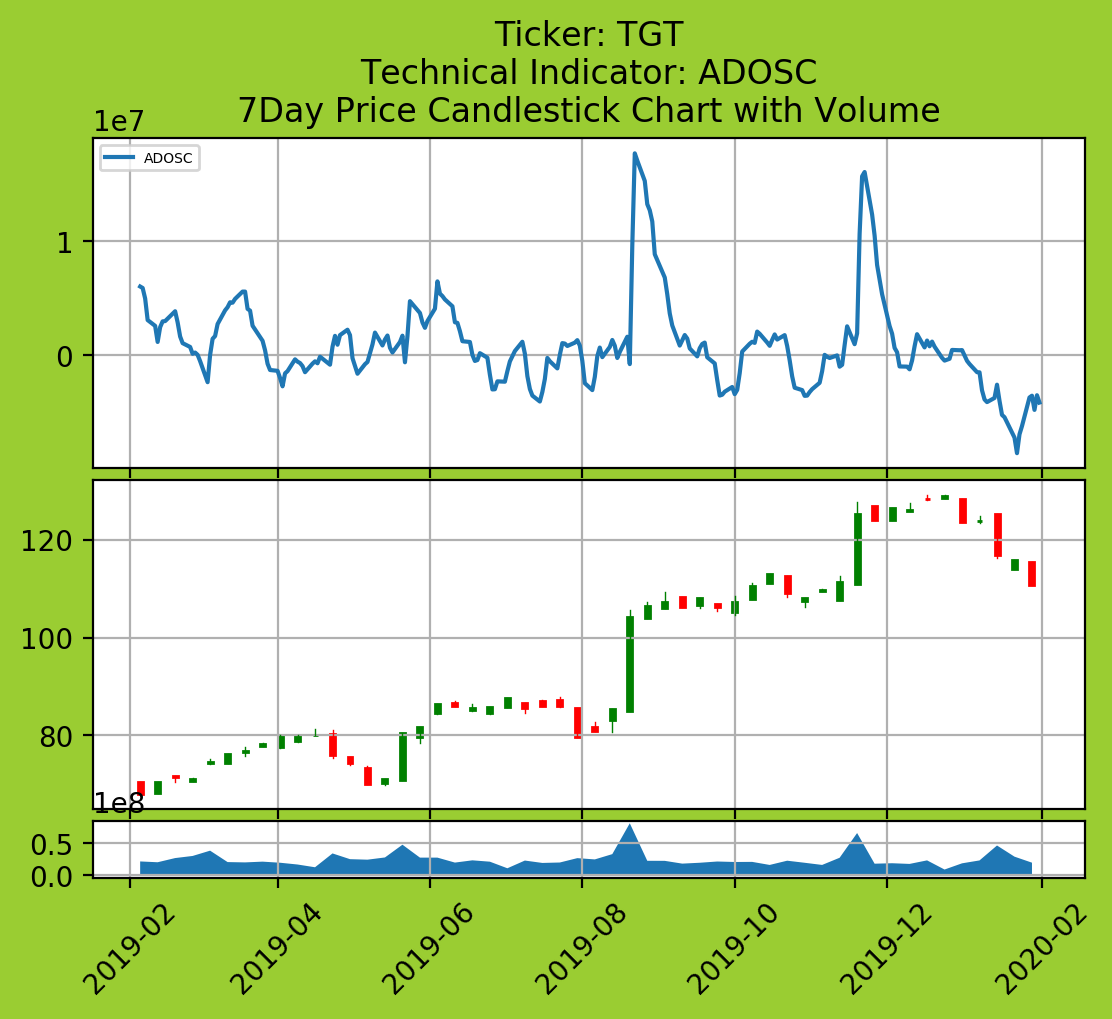 Ticker: TGT
Technical Indicator: ADOSC
7Day Price Candlestick Chart with Volume
1e7
ADOSC
1
0
120
100
80
1e8
0.5
0.0
2019-02
2019-04
2019-06
2019-08
2019-10
2019-12
2020-02